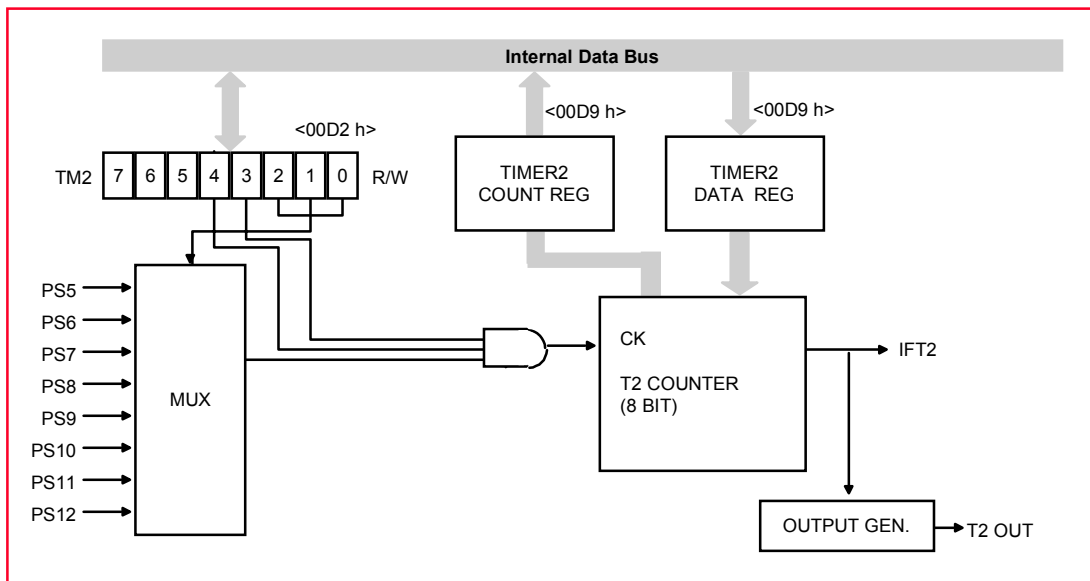 Internal Data Bus
<00D2 h>
<00D9 h>
<00D9 h>
TM2 7 6 5 4 3 2 1 0 R/W
TIMER2
COUNT REG
TIMER2
DATA REG
PS5
PS6
PS7
PS8
PS9
PS10
PS11
PS12
MUX
CK
T2 COUNTER
(8 BIT)
IFT2
OUTPUT GEN.
T2 OUT